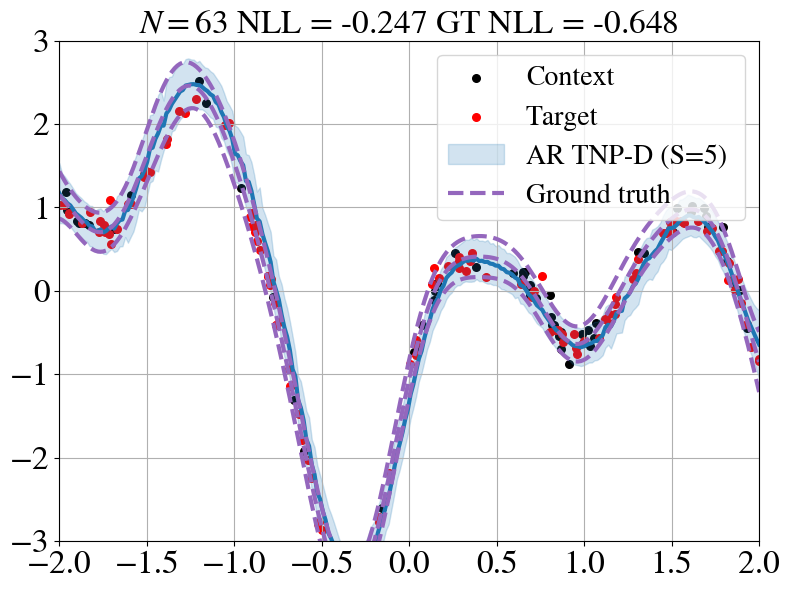 N = 63 NLL = -0.247 GT NLL = -0.648
3
2
1
0
−1
−2
−3
Context
Target
AR TNP-D (S=5)
Ground truth
−2.0 −1.5 −1.0 −0.5 0.0 0.5 1.0 1.5 2.0